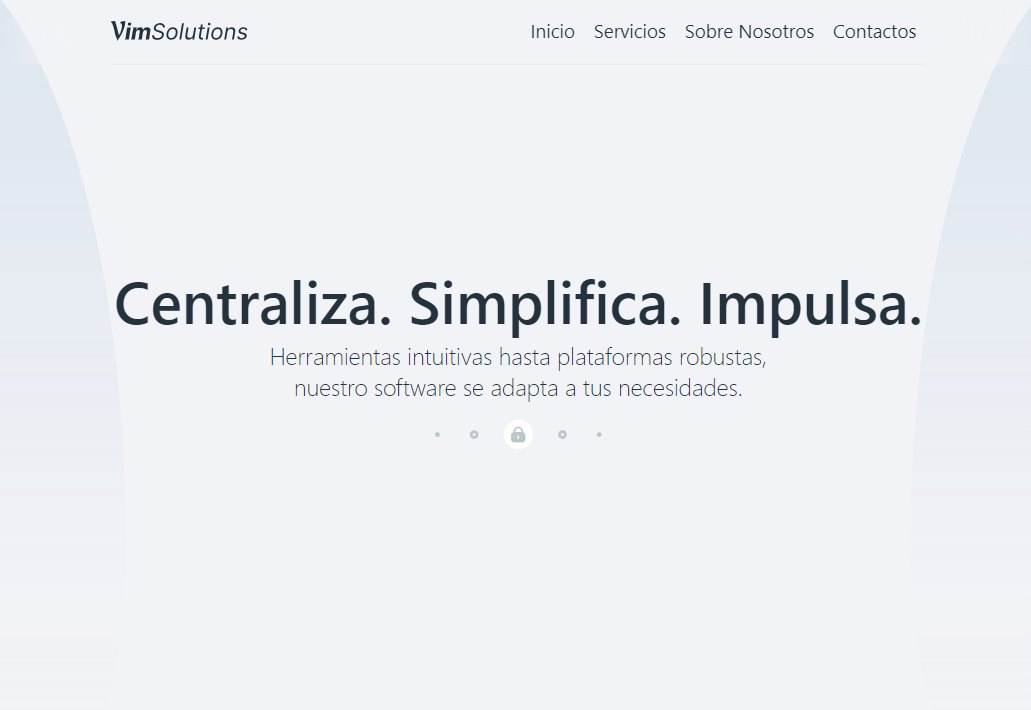 VimSolutions
Inicio Servicios Sobre Nosotros Contactos
Centraliza. Simplifica. Impulsa.
Herramientas intuitivas hasta plataformas robustas,
nuestro software se adapta a tus necesidades.